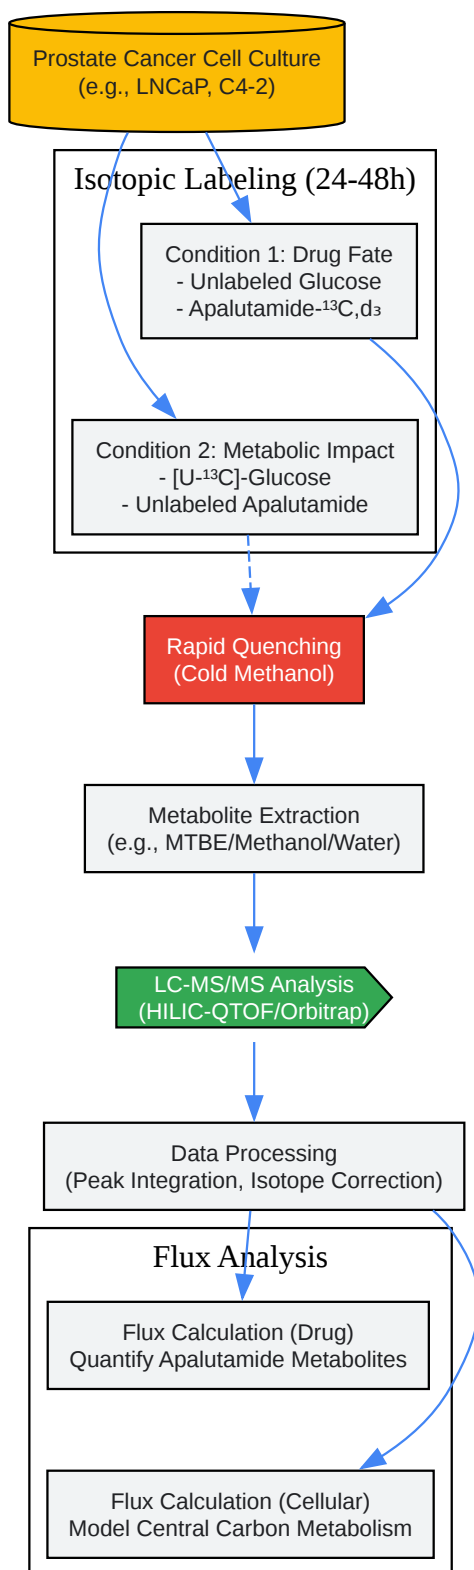 Prostate Cancer Cell Culture
(e.g., LNCaP, C4-2)
Isotopic Labeling (24-48h)
Condition 1: Drug Fate
- Unlabeled Glucose
- Apalutamide-¹³C,d₃
Condition 2: Metabolic Impact
- [U-¹³C]-Glucose
- Unlabeled Apalutamide
Rapid Quenching
(Cold Methanol)
Metabolite Extraction
(e.g., MTBE/Methanol/Water)
LC-MS/MS Analysis
(HILIC-QTOF/Orbitrap)
Data Processing
(Peak Integration, Isotope Correction)
Flux Analysis
Flux Calculation (Drug)
Quantify Apalutamide Metabolites
Flux Calculation (Cellular)
Model Central Carbon Metabolism